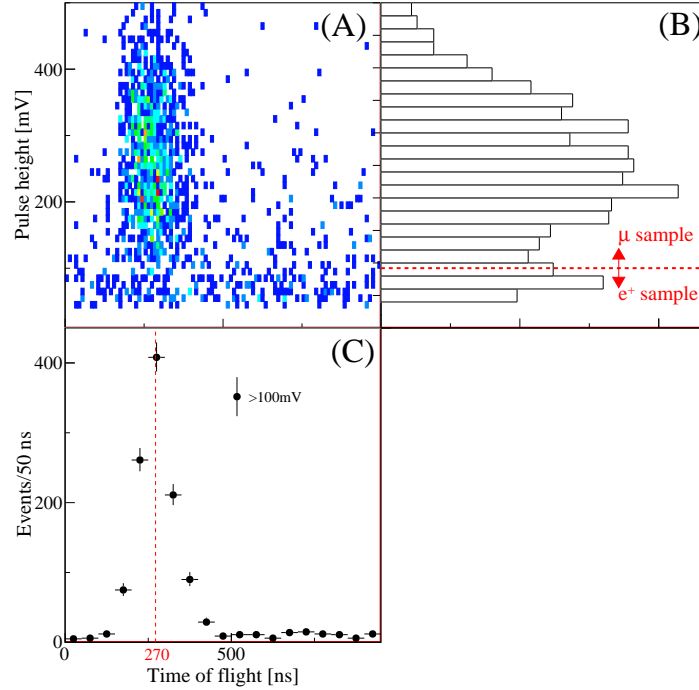 (A)
(B)
400
200
Pulse height [mV]
μ sample
e⁺ sample
(C)
>100mV
400
200
0
Events/50 ns
0
270
500
Time of flight [ns]